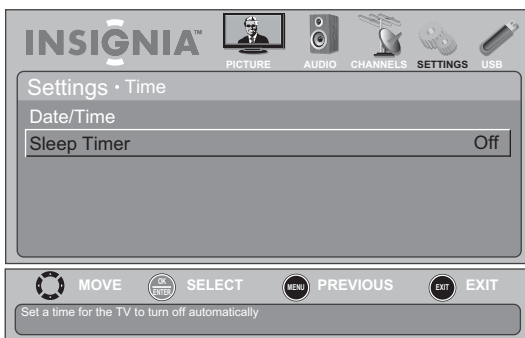 INSIGNIA™
PICTURE AUDIO CHANNELS SETTINGS USB
Settings · Time
Date/Time
Sleep Timer Off
MOVE OK ENTER SELECT MENU PREVIOUS EXIT EXIT
Set a time for the TV to turn off automatically